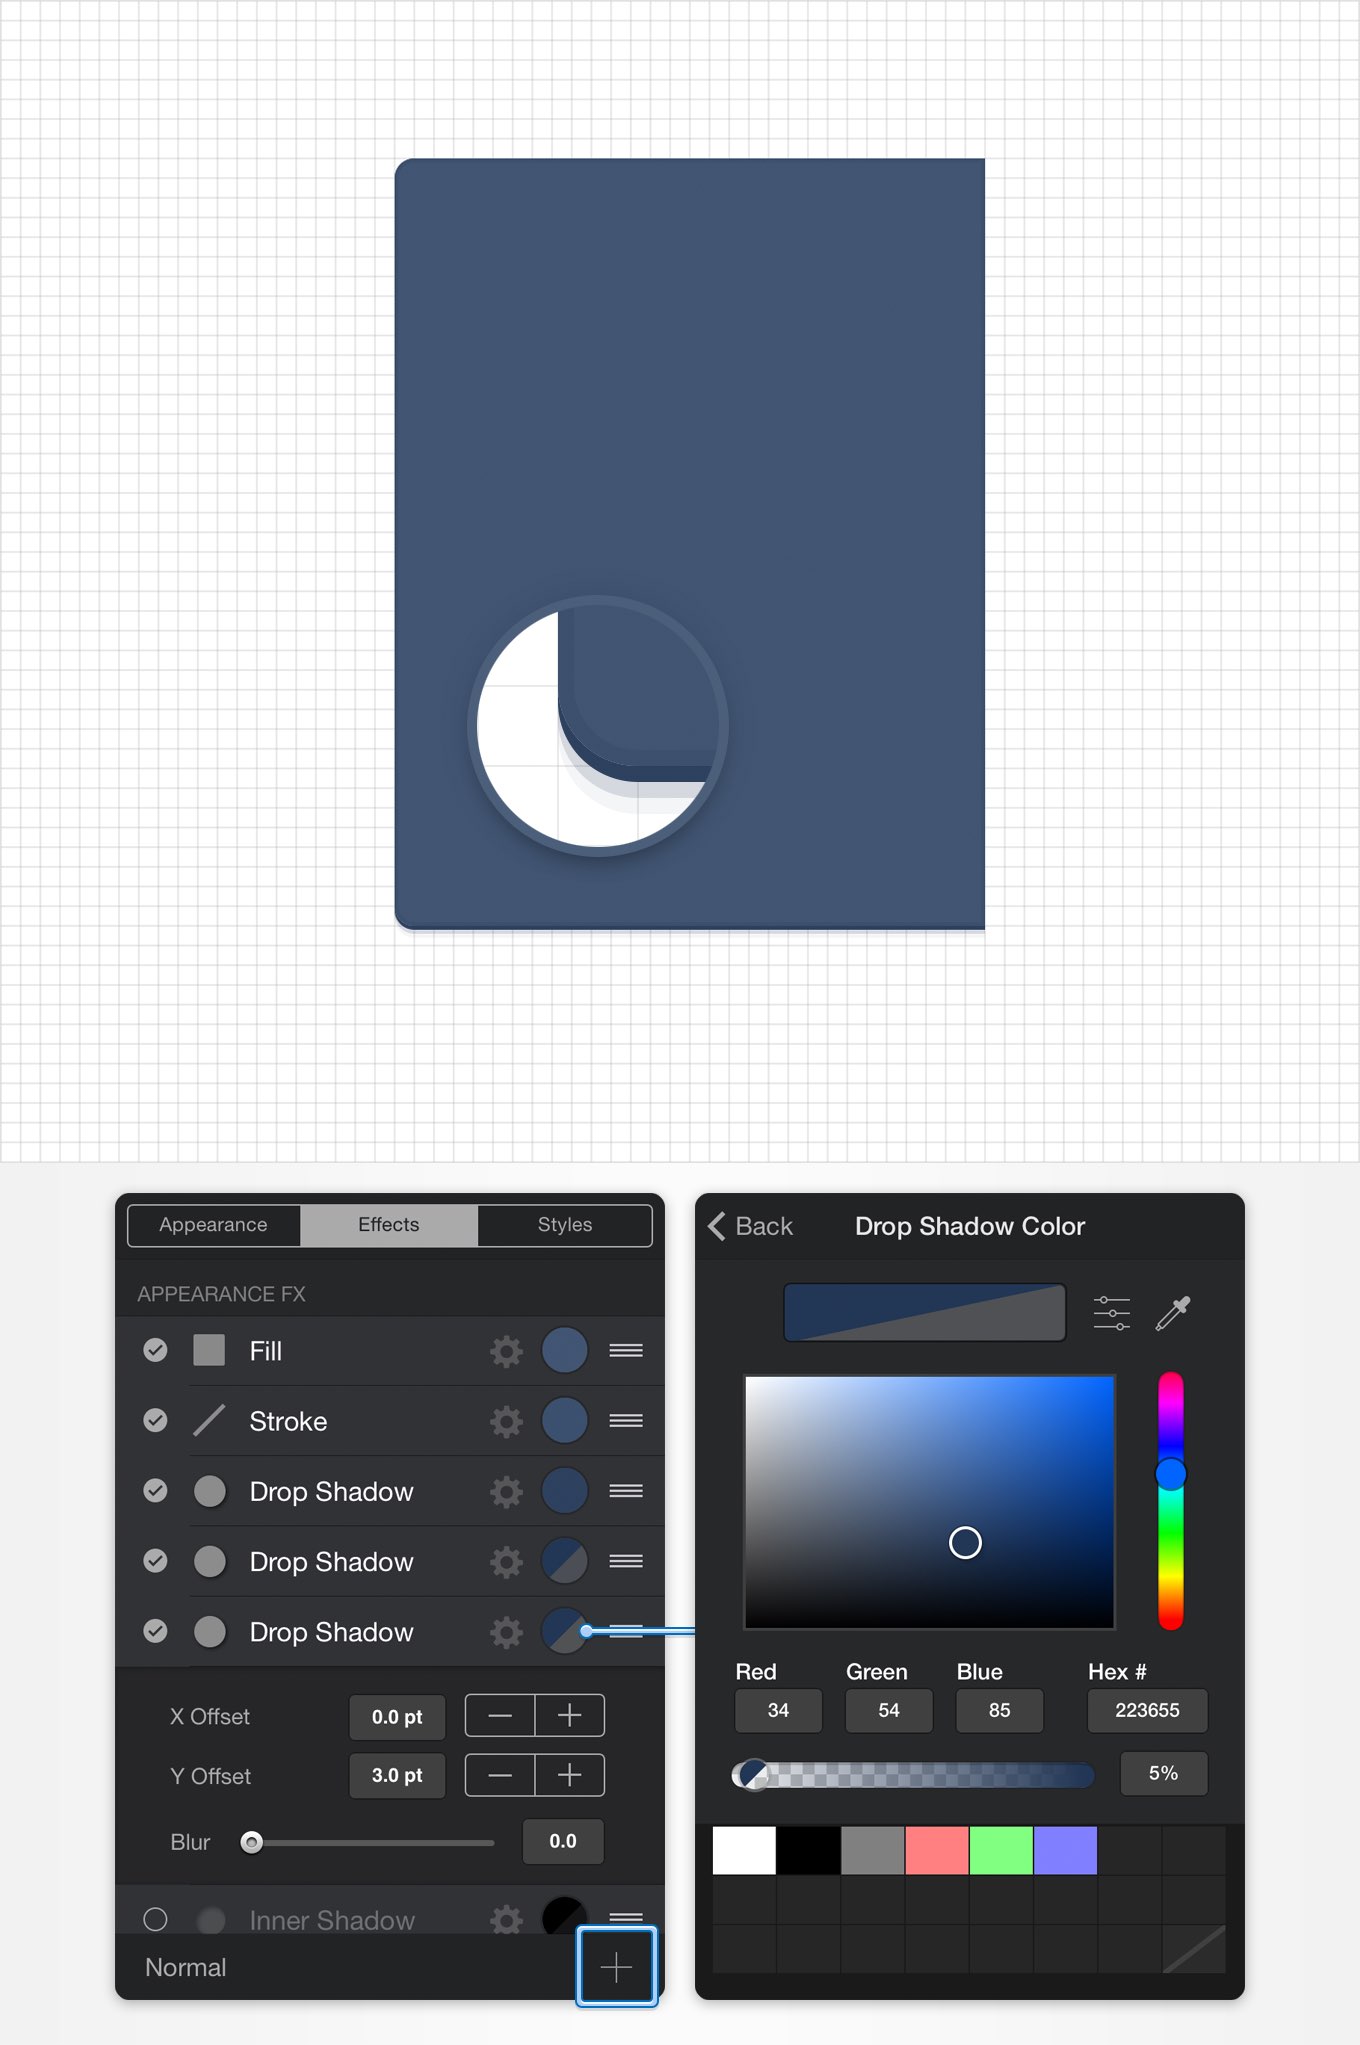 Appearance Effects Styles
APPEARANCE FX
Fill
Stroke
Drop Shadow
Drop Shadow
Drop Shadow
X Offset 0.0 pt
Y Offset 3.0 pt
Blur 0.0
Inner Shadow
Normal
Back Drop Shadow Color
Red Green Blue Hex #
34 54 85 223655
5%